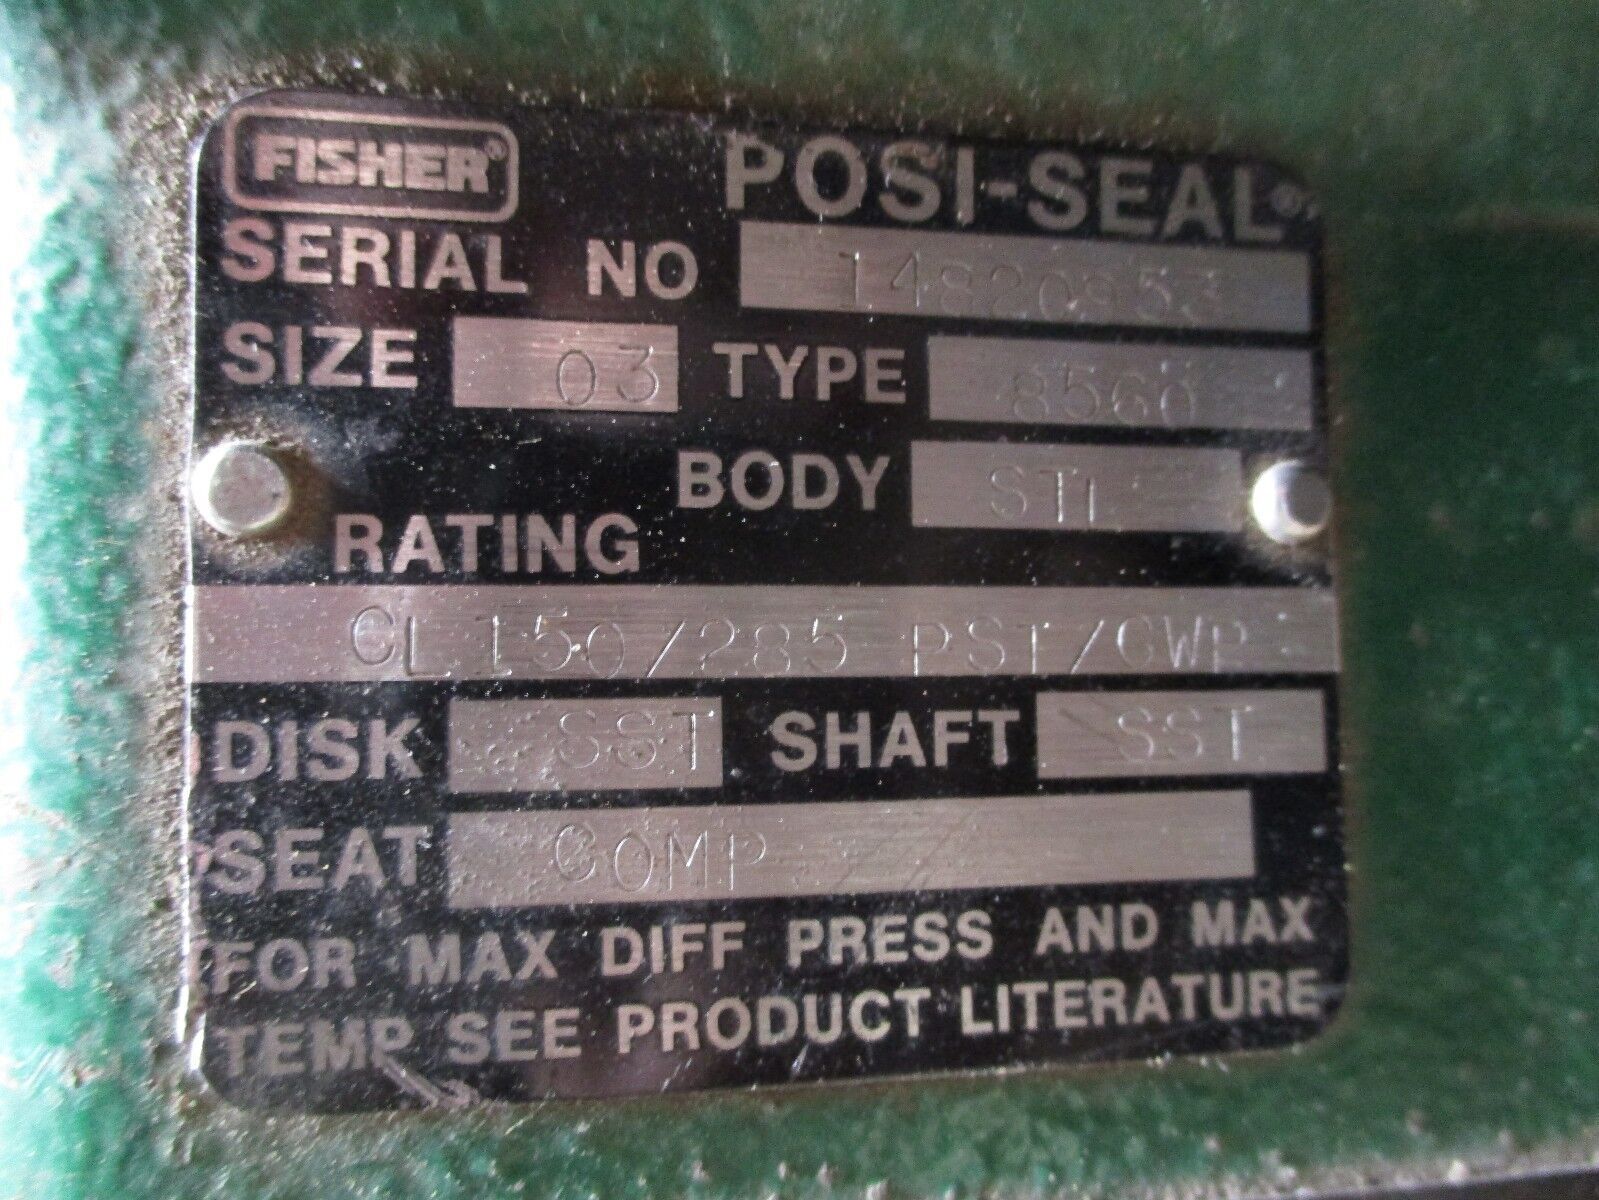 FISHER® POSI-SEAL®
SERIAL NO 14820953
SIZE 03 TYPE 8560
BODY STL
RATING
CL150/285 PSI/CWP
DISK SST SHAFT SST
SEAT COMP
FOR MAX DIFF PRESS AND MAX
TEMP SEE PRODUCT LITERATURE